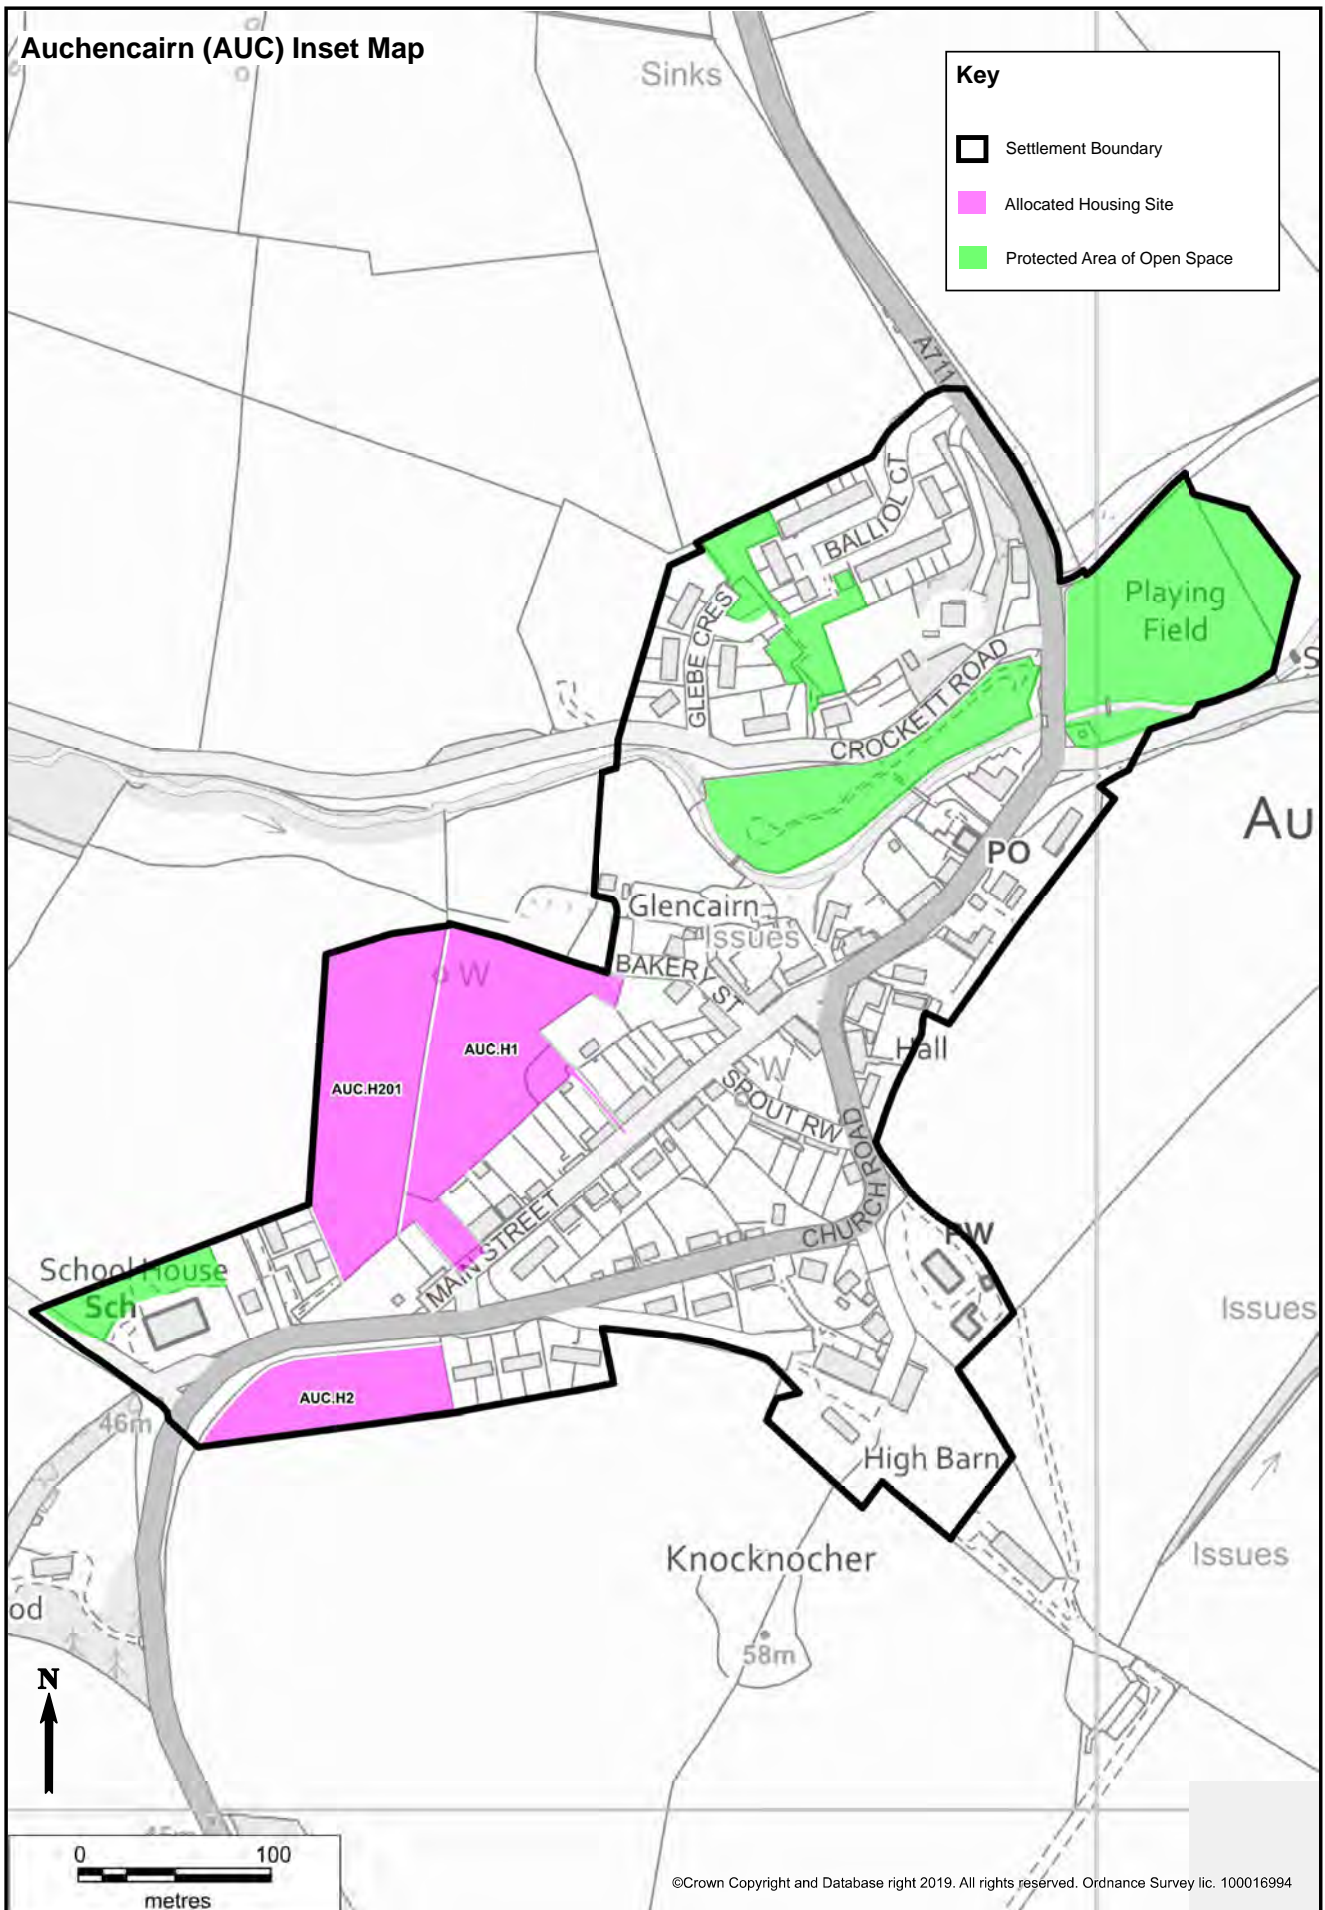 Auchencairn (AUC) Inset Map
Sinks
Key
Settlement Boundary
Allocated Housing Site
Protected Area of Open Space
A711
BALLIOL CT
Playing
Field
GLEBE CRES
S
CROCKETT ROAD
Au
PO
Glencairn
Issues
BAKER ST
W
AUC.H1
Hall
AUC.H201
W
SPOUT RW
CHURCH ROAD
MAIN STREET
PW
School House
Sch
Issues
AUC.H2
46m
High Barn
Knocknocher
Issues
od
58m
N
45m
0 100
metres
©Crown Copyright and Database right 2019. All rights reserved. Ordnance Survey lic. 100016994